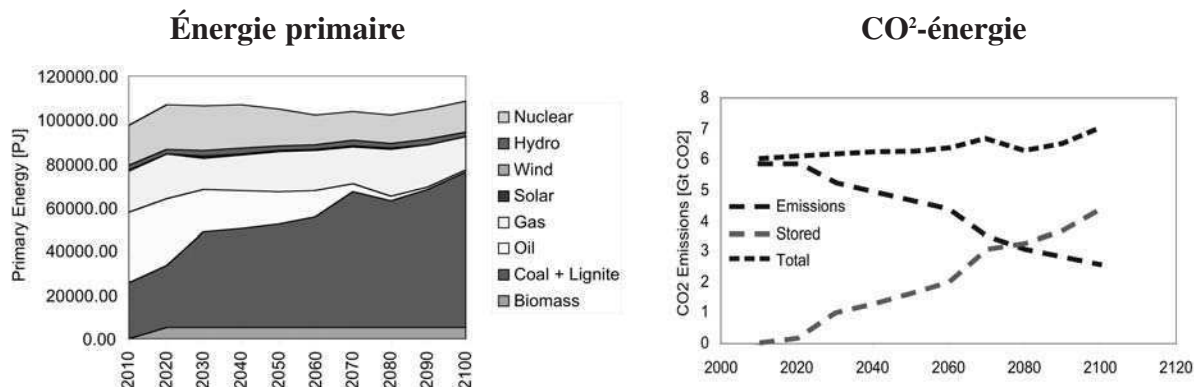 Énergie primaire
120000.00
100000.00
80000.00
60000.00
40000.00
20000.00
0.00
Primary Energy [PJ]
2010
2020
2030
2040
2050
2060
2070
2080
2090
2100
Nuclear
Hydro
Wind
Solar
Gas
Oil
Coal + Lignite
Biomass
CO²-énergie
8
7
6
5
4
3
2
1
0
CO2 Emissions [Gt CO2]
Emissions
Stored
Total
2000 2020 2040 2060 2080 2100 2120